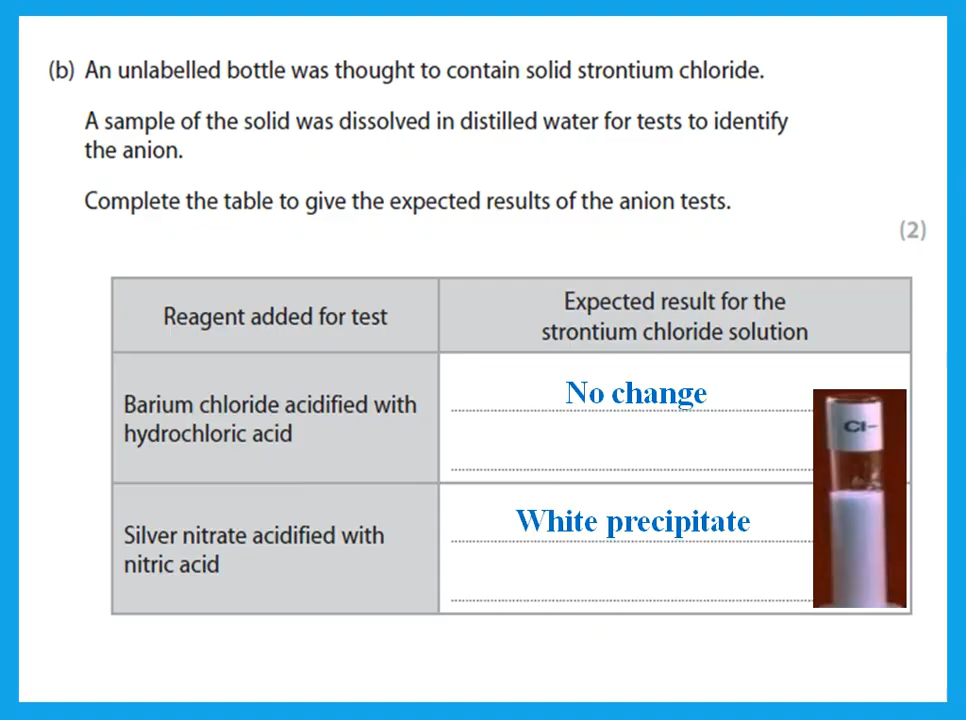 (b) An unlabelled bottle was thought to contain solid strontium chloride.
A sample of the solid was dissolved in distilled water for tests to identify
the anion.
Complete the table to give the expected results of the anion tests.
(2)
Reagent added for test
Expected result for the
strontium chloride solution
Barium chloride acidified with
hydrochloric acid
No change
Silver nitrate acidified with
nitric acid
White precipitate
Cl-